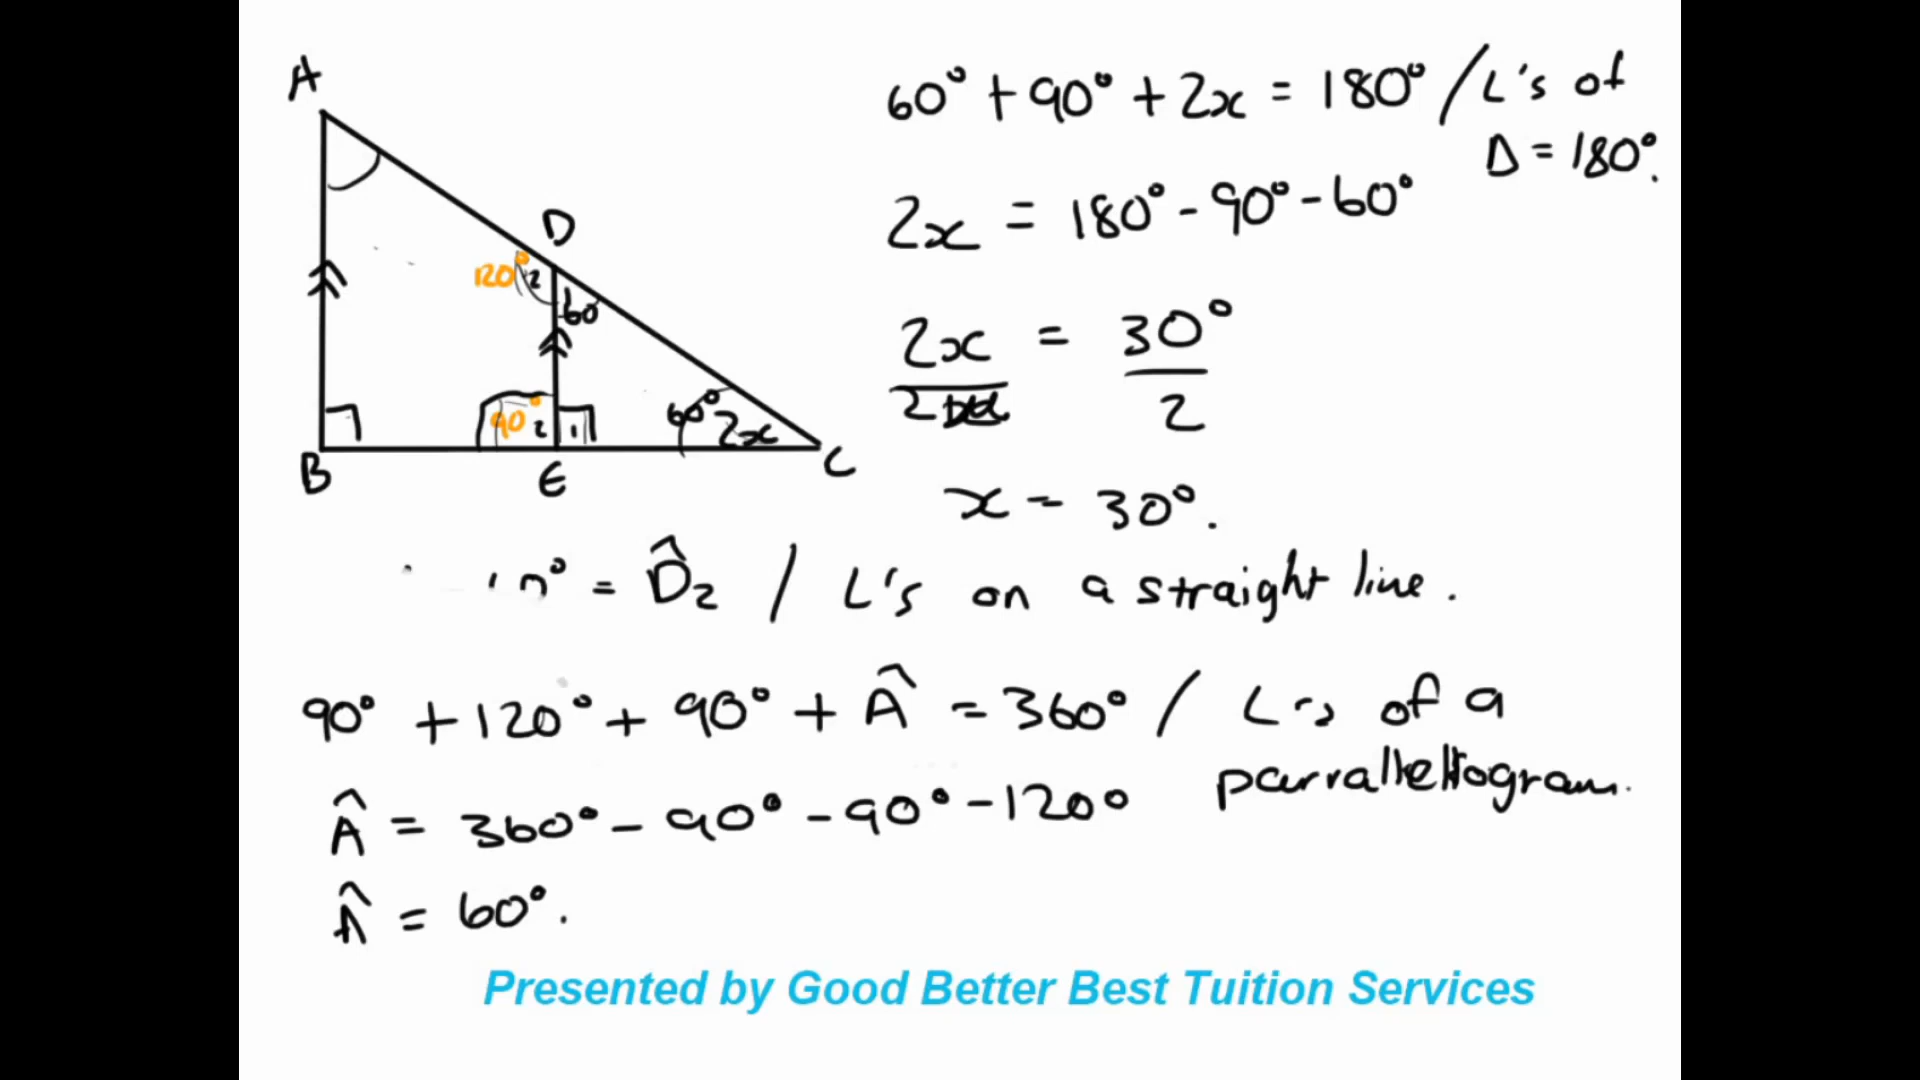 A
D
120°
2
1
60
90°
2
1
60°
2x
B
E
C
60° + 90° + 2x = 180° / L's of
Δ = 180°.
2x = 180° - 90° - 60°
2x = 30°
2 2
x = 30°.
= D̂2 / L's on a straight line.
90° + 120° + 90° + Â = 360° / L's of a
parrallellogram.
Â = 360° - 90° - 90° - 120°
Â = 60°.
Presented by Good Better Best Tuition Services